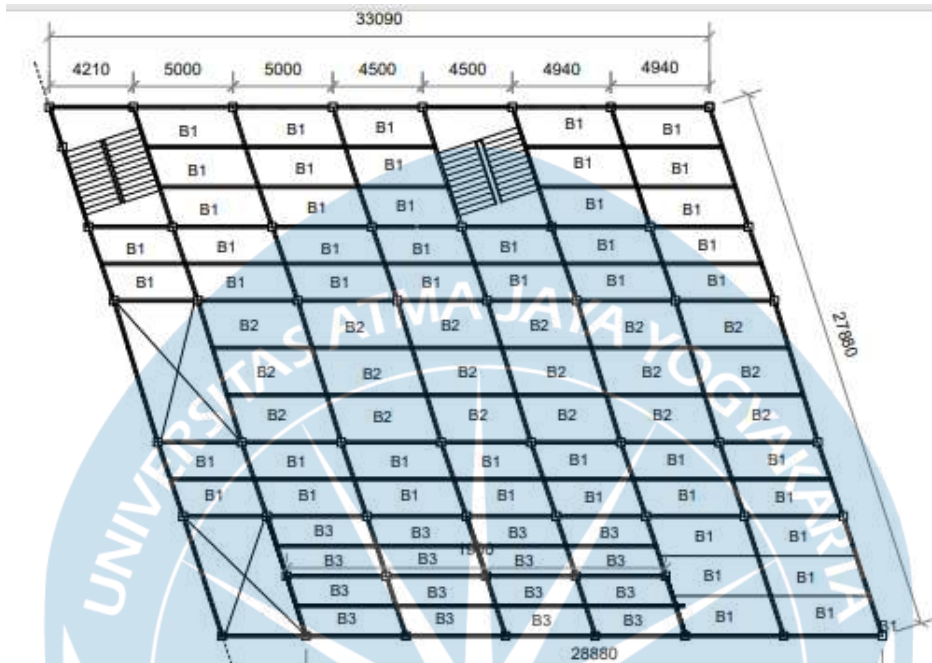 33090
4210 5000 5000 4500 4500 4940 4940
B1 B1 B1 B1 B1
B1 B1 B1 B1 B1
B1 B1 B1 B1 B1
B1 B1 B1 B1 B1 B1 B1
B1 B1 B1 B1 B1 B1 B1
B2 B2 B2 B2 B2 B2
27880
B2 B2 B2 B2 B2 B2
B2 B2 B2 B2 B2 B2
B1 B1 B1 B1 B1 B1 B1
B1 B1 B1 B1 B1 B1 B1
B3 B3 B3 B3 B1 B1
B3 B3 B3 B3 B1 B1
B3 B3 B3 B3
B3 B3 B3 B3 B1 B1 B1
28880
UNIVERSITAS ATMA JAYA YOGYAKARTA